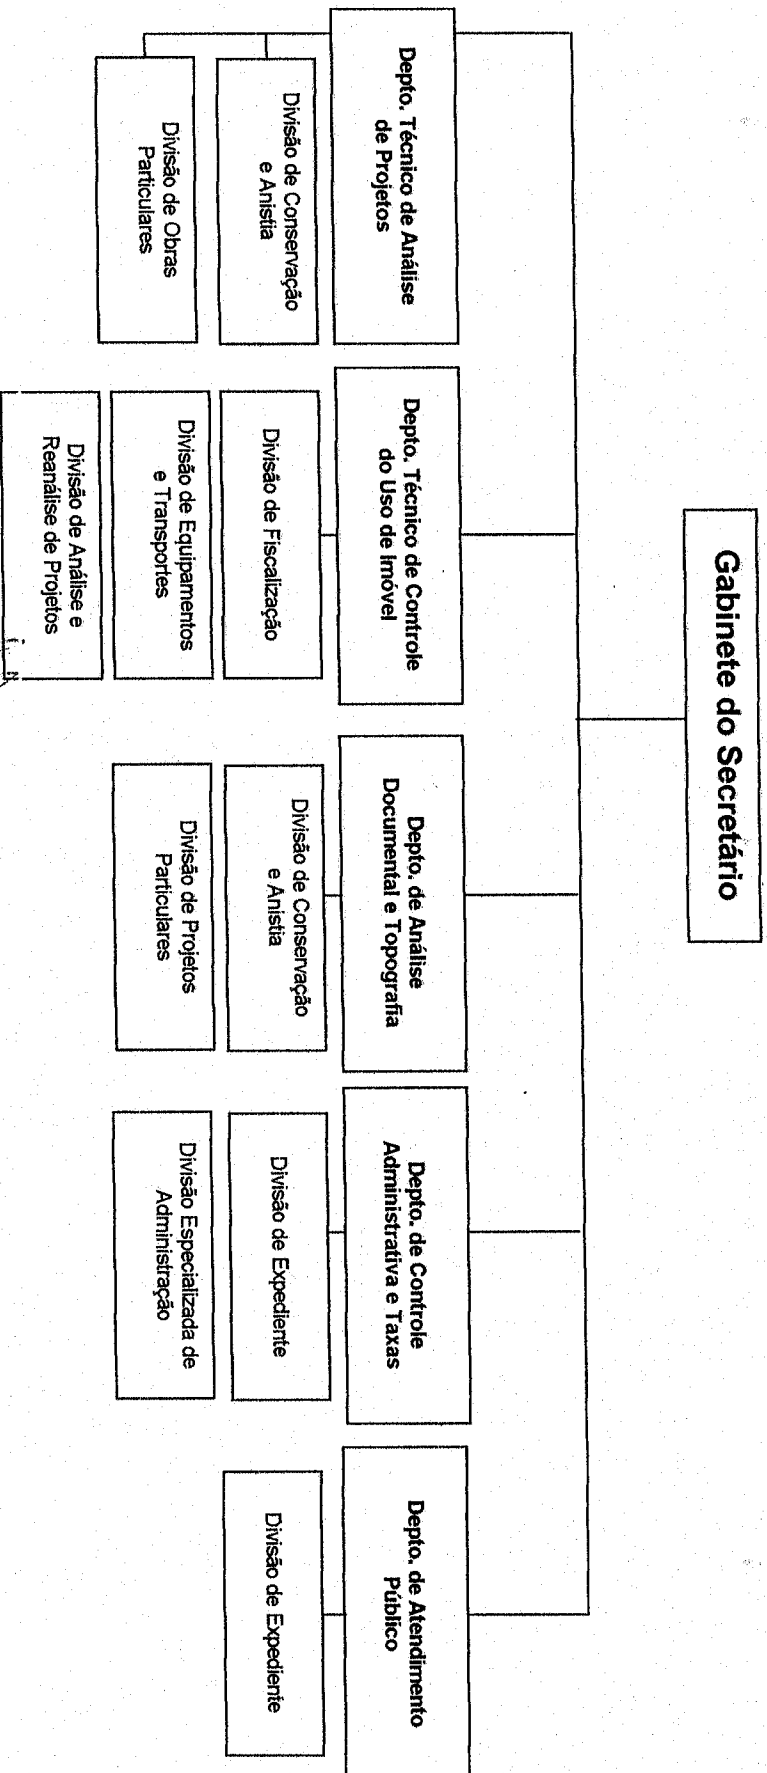 Gabinete do Secretário
Depto. Técnico de Análise
de Projetos
Divisão de Conservação
e Anistia
Divisão de Obras
Particulares
Depto. Técnico de Controle
do Uso de Imóvel
Divisão de Fiscalização
Divisão de Equipamentos
e Transportes
Divisão de Análise e
Reanálise de Projetos
Depto. de Análise
Documental e Topografia
Divisão de Conservação
e Anistia
Divisão de Projetos
Particulares
Depto. de Controle
Administrativa e Taxas
Divisão de Expediente
Divisão Especializada de
Administração
Depto. de Atendimento
Público
Divisão de Expediente